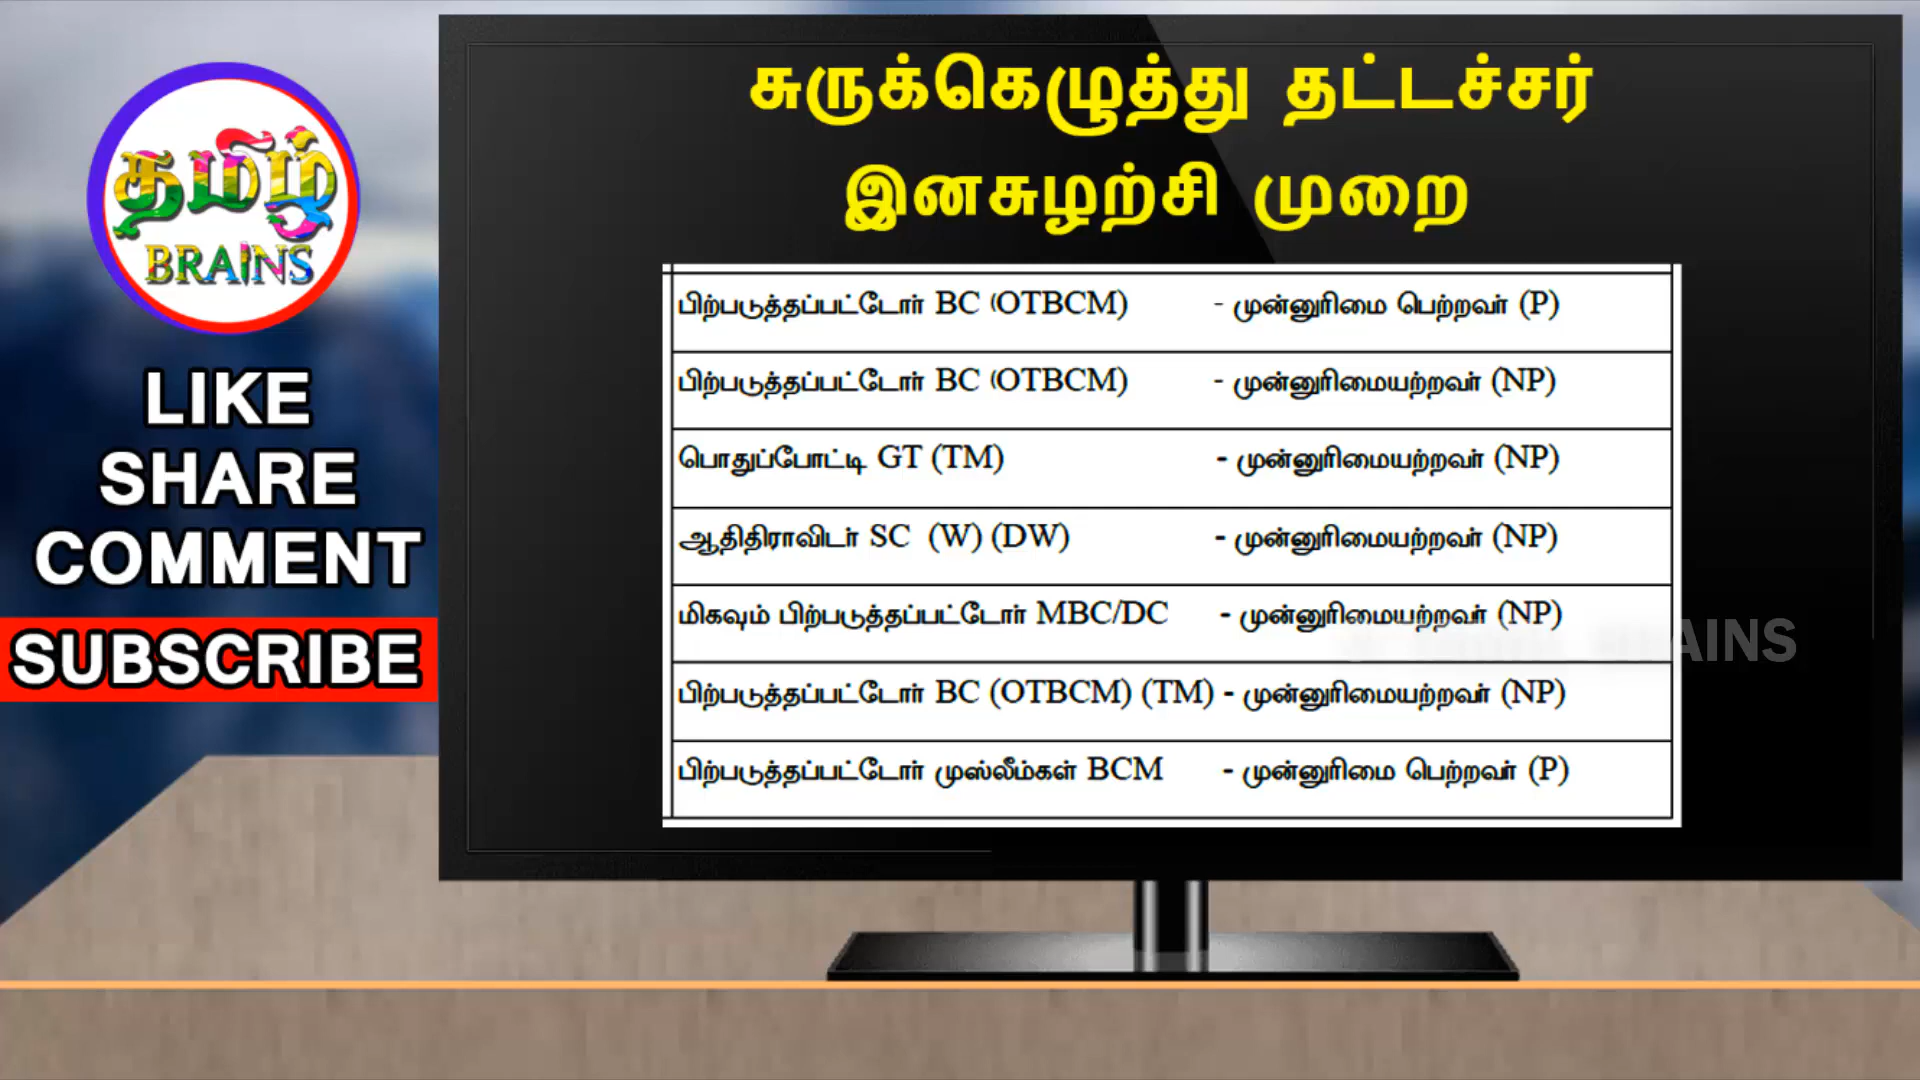 தமிழ்
BRAINS
LIKE
SHARE
COMMENT
SUBSCRIBE
சுருக்கெழுத்து தட்டச்சர்
இனசுழற்சி முறை
பிற்படுத்தப்பட்டோர் BC (OTBCM) - முன்னுரிமை பெற்றவர் (P)
பிற்படுத்தப்பட்டோர் BC (OTBCM) - முன்னுரிமையற்றவர் (NP)
பொதுப்போட்டி GT (TM) - முன்னுரிமையற்றவர் (NP)
ஆதிதிராவிடர் SC (W) (DW) - முன்னுரிமையற்றவர் (NP)
மிகவும் பிற்படுத்தப்பட்டோர் MBC/DC - முன்னுரிமையற்றவர் (NP)
பிற்படுத்தப்பட்டோர் BC (OTBCM) (TM) - முன்னுரிமையற்றவர் (NP)
பிற்படுத்தப்பட்டோர் முஸ்லீம்கள் BCM - முன்னுரிமை பெற்றவர் (P)